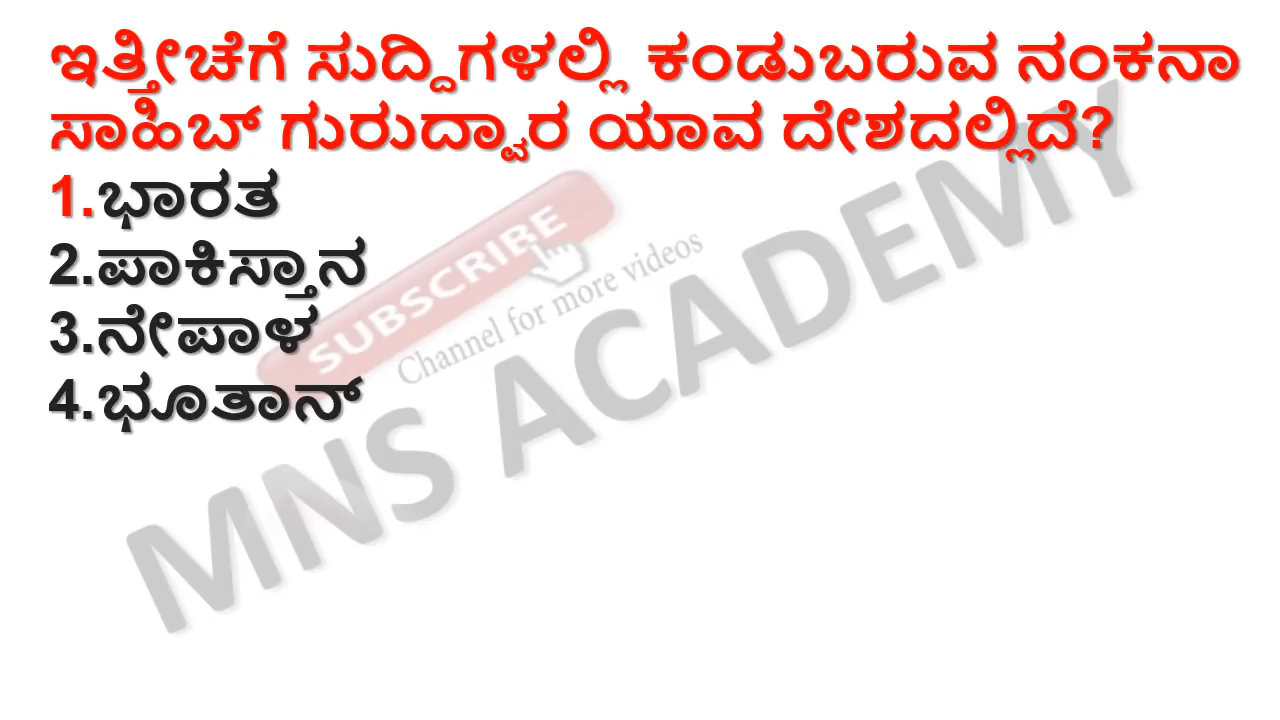 ಇತ್ತೀಚೆಗೆ ಸುದ್ದಿಗಳಲ್ಲಿ ಕಂಡುಬರುವ ನಂಕನಾ
ಸಾಹಿಬ್ ಗುರುದ್ವಾರ ಯಾವ ದೇಶದಲ್ಲಿದೆ?
1.ಭಾರತ
2.ಪಾಕಿಸ್ತಾನ
3.ನೇಪಾಳ
4.ಭೂತಾನ್
SUBSCRIBE
Channel for more videos
MNS ACADEMY